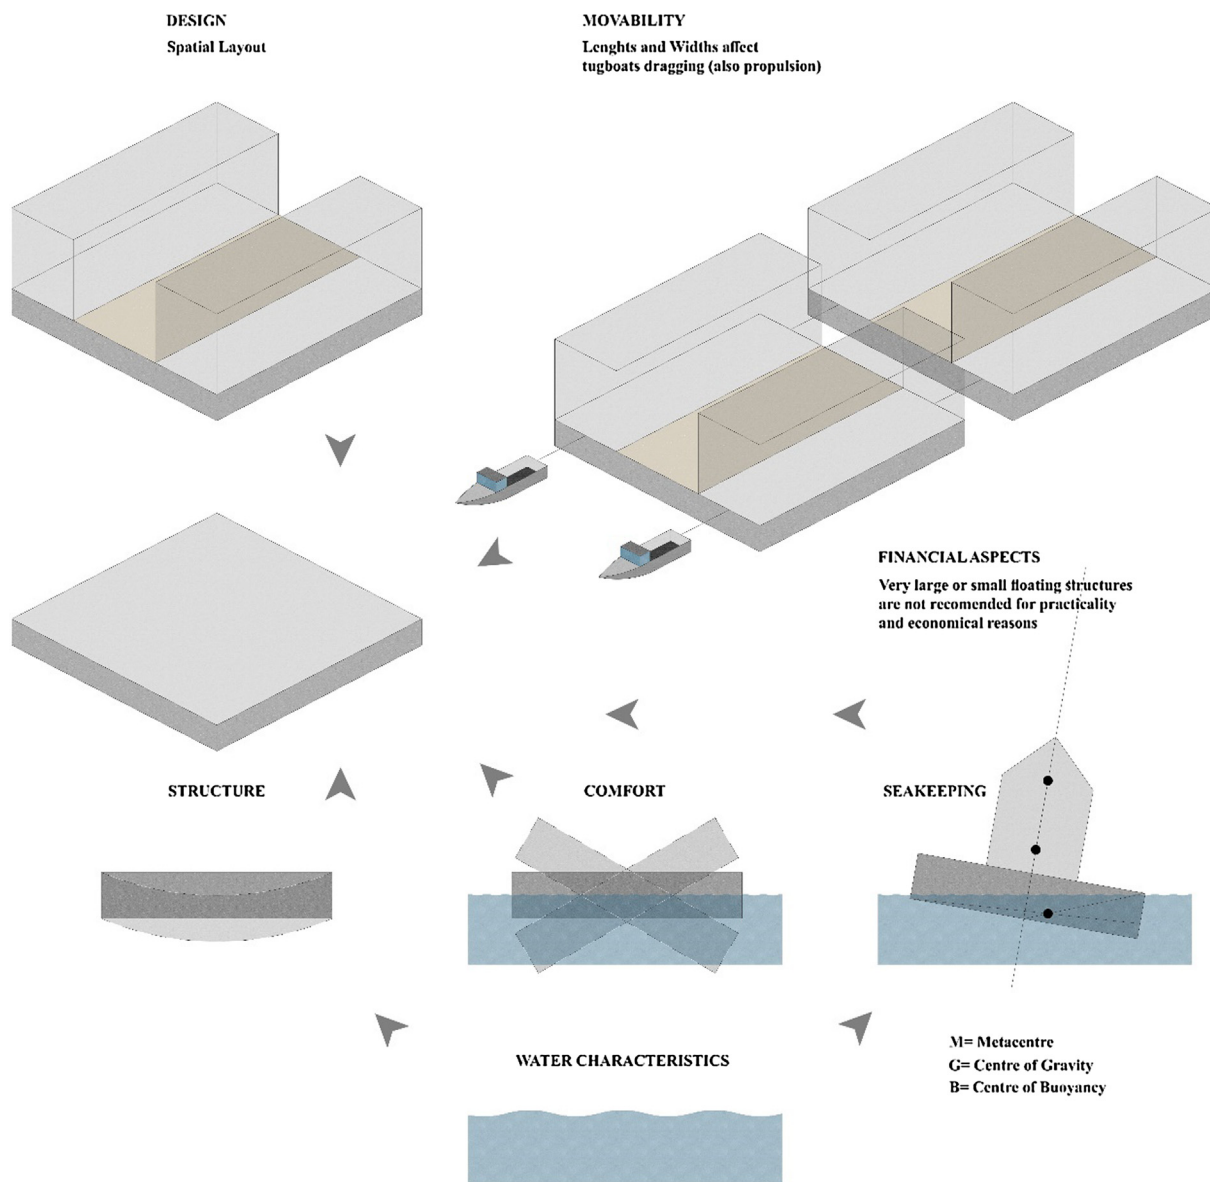 DESIGN
Spatial Layout
MOVABILITY
Lenghts and Widths affect
tugboats dragging (also propulsion)
FINANCIAL ASPECTS
Very large or small floating structures
are not recomended for practicality
and economical reasons
STRUCTURE
COMFORT
SEAKEEPING
WATER CHARACTERISTICS
M= Metacentre
G= Centre of Gravity
B= Centre of Buoyancy